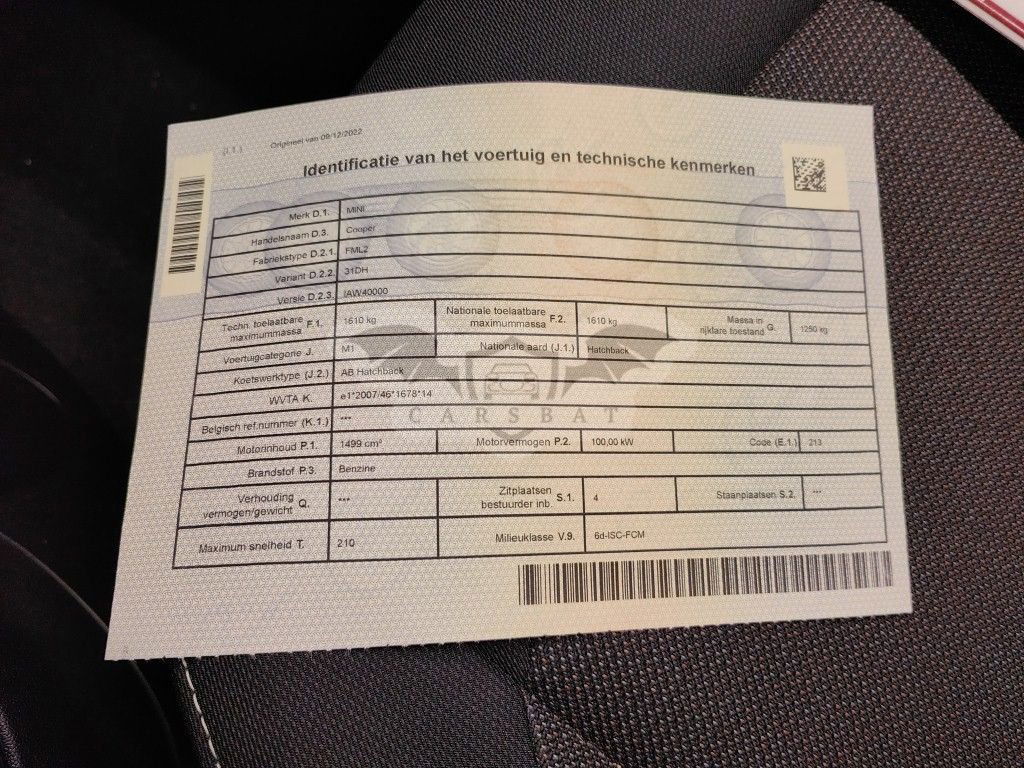 (I.1.) Origineel van 09/12/2022
Identificatie van het voertuig en technische kenmerken
Merk D.1. MINI
Handelsnaam D.3. Cooper
Fabriekstype D.2.1. FML2
Variant D.2.2. 31DH
Versie D.2.3. IAW40000
Techn. toelaatbare maximummassa F.1. 1610 kg Nationale toelaatbare maximummassa F.2. 1610 kg Massa in rijklare toestand G. 1250 kg
Voertuigcategorie J. M1 Nationale aard (J.1.) Hatchback
Koetswerktype (J.2.) AB Hatchback
WVTA K. e1*2007/46*1678*14
Belgisch ref.nummer (K.1.) ***
Motorinhoud P.1. 1499 cm³ Motorvermogen P.2. 100,00 kW Code (E.1.) 213
Brandstof P.3. Benzine
Verhouding vermogen/gewicht Q. *** Zitplaatsen bestuurder inb. S.1. 4 Staanplaatsen S.2. ***
Maximum snelheid T. 210 Milieuklasse V.9. 6d-ISC-FCM
CARSBAT